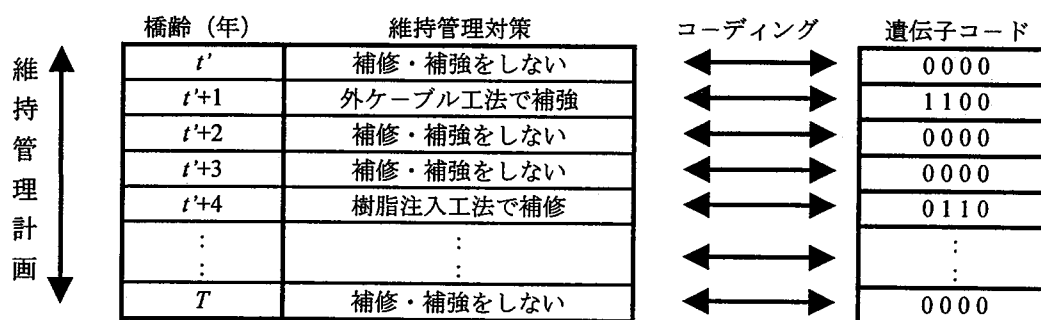 橋齢（年） 維持管理対策 コーディング 遺伝子コード
維持管理計画
t' 補修・補強をしない 0000
t'+1 外ケーブル工法で補強 1100
t'+2 補修・補強をしない 0000
t'+3 補修・補強をしない 0000
t'+4 樹脂注入工法で補修 0110
: : :
: : :
T 補修・補強をしない 0000